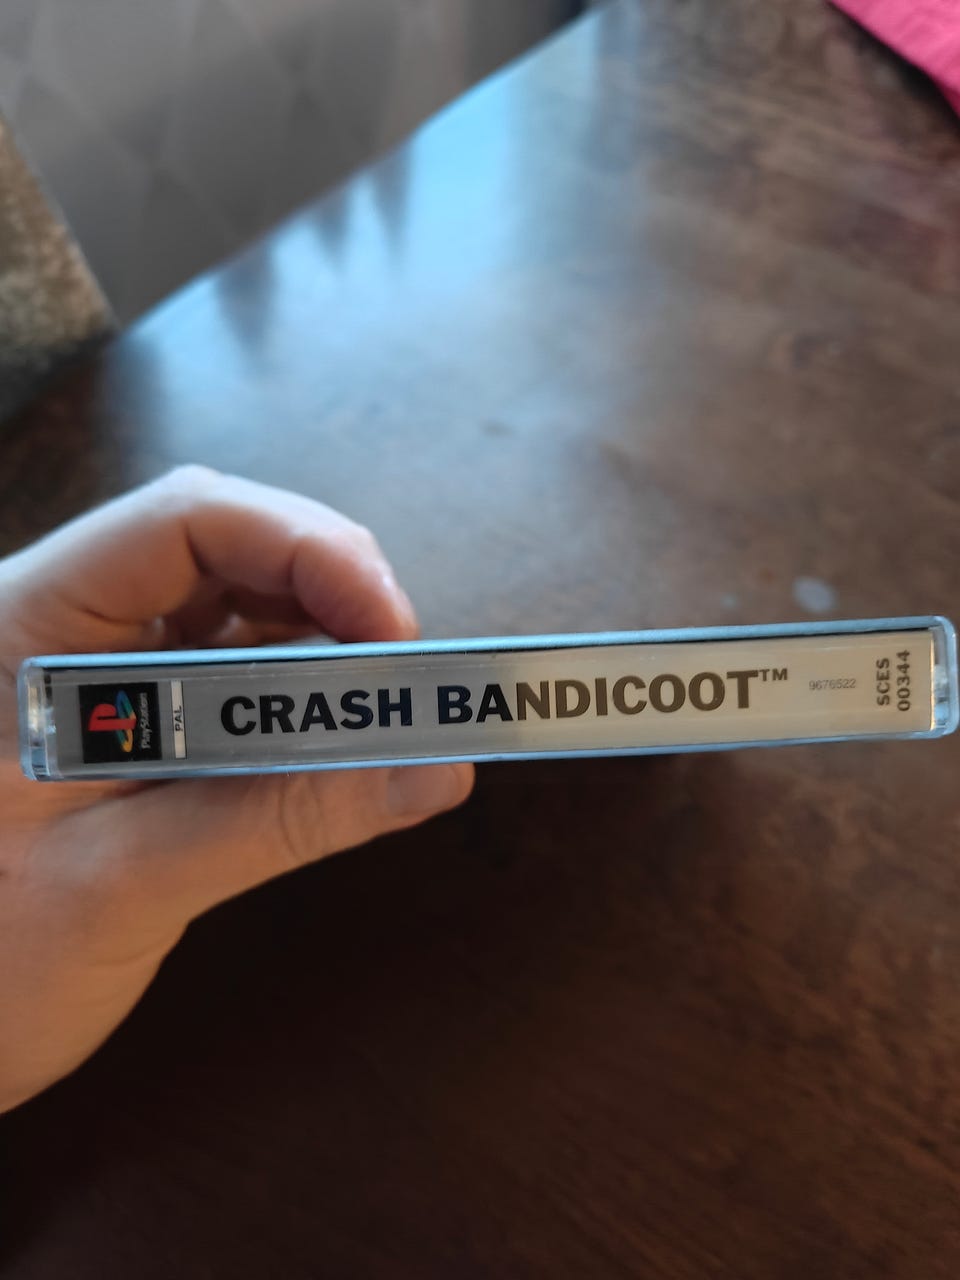 PlayStation
PAL
CRASH BANDICOOT™
9676522
SCES
00344